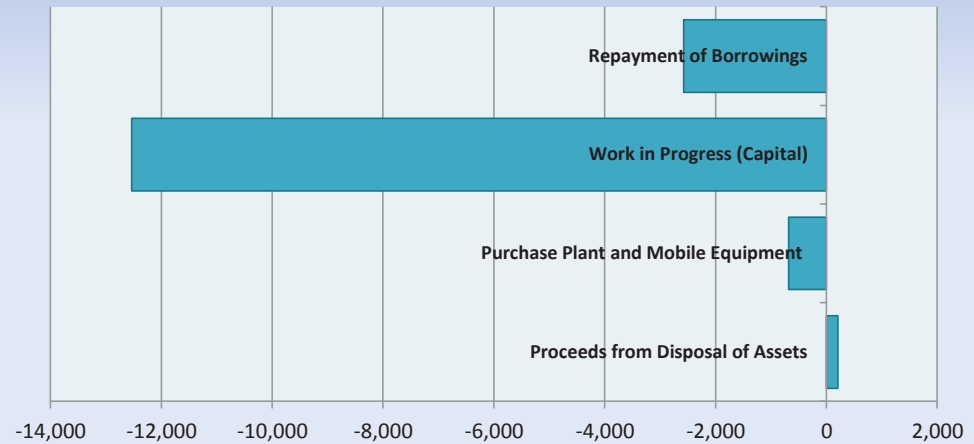 Repayment of Borrowings
Work in Progress (Capital)
Purchase Plant and Mobile Equipment
Proceeds from Disposal of Assets
-14,000 -12,000 -10,000 -8,000 -6,000 -4,000 -2,000 0 2,000